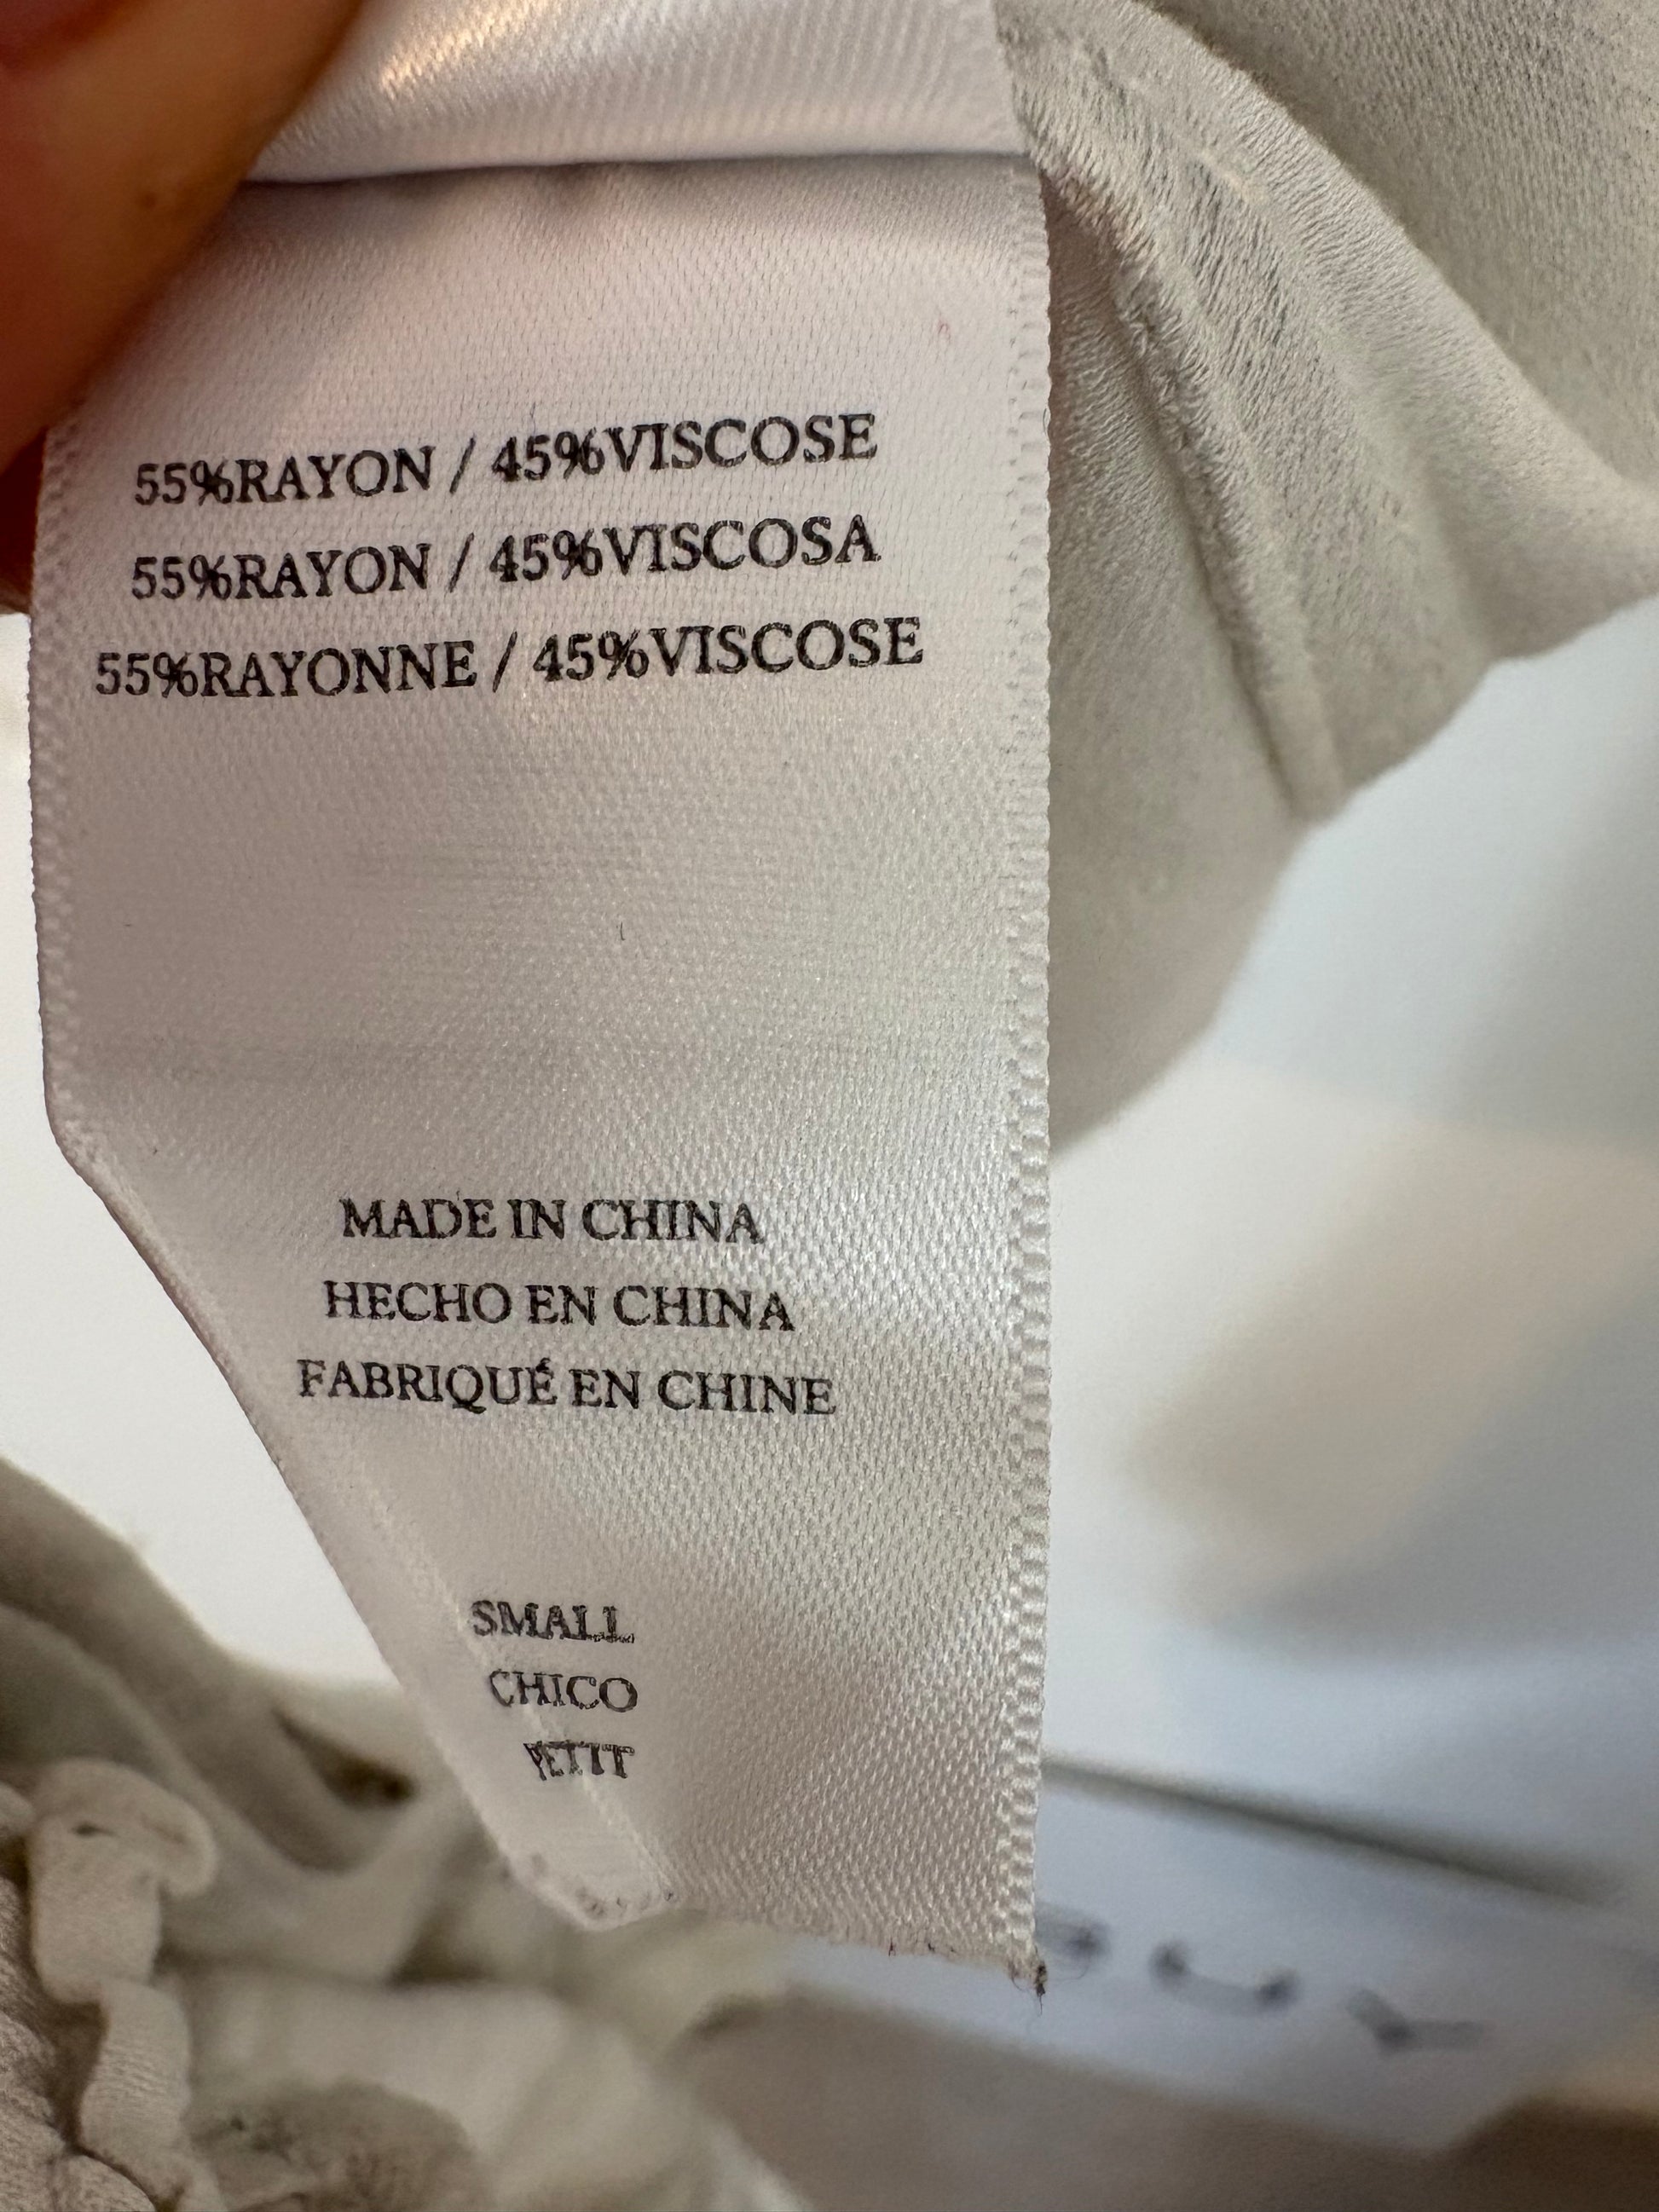 55%RAYON / 45%VISCOSE
55%RAYON / 45%VISCOSA
55%RAYONNE / 45%VISCOSE
MADE IN CHINA
HECHO EN CHINA
FABRIQUÉ EN CHINE
SMALL
CHICO
PETIT